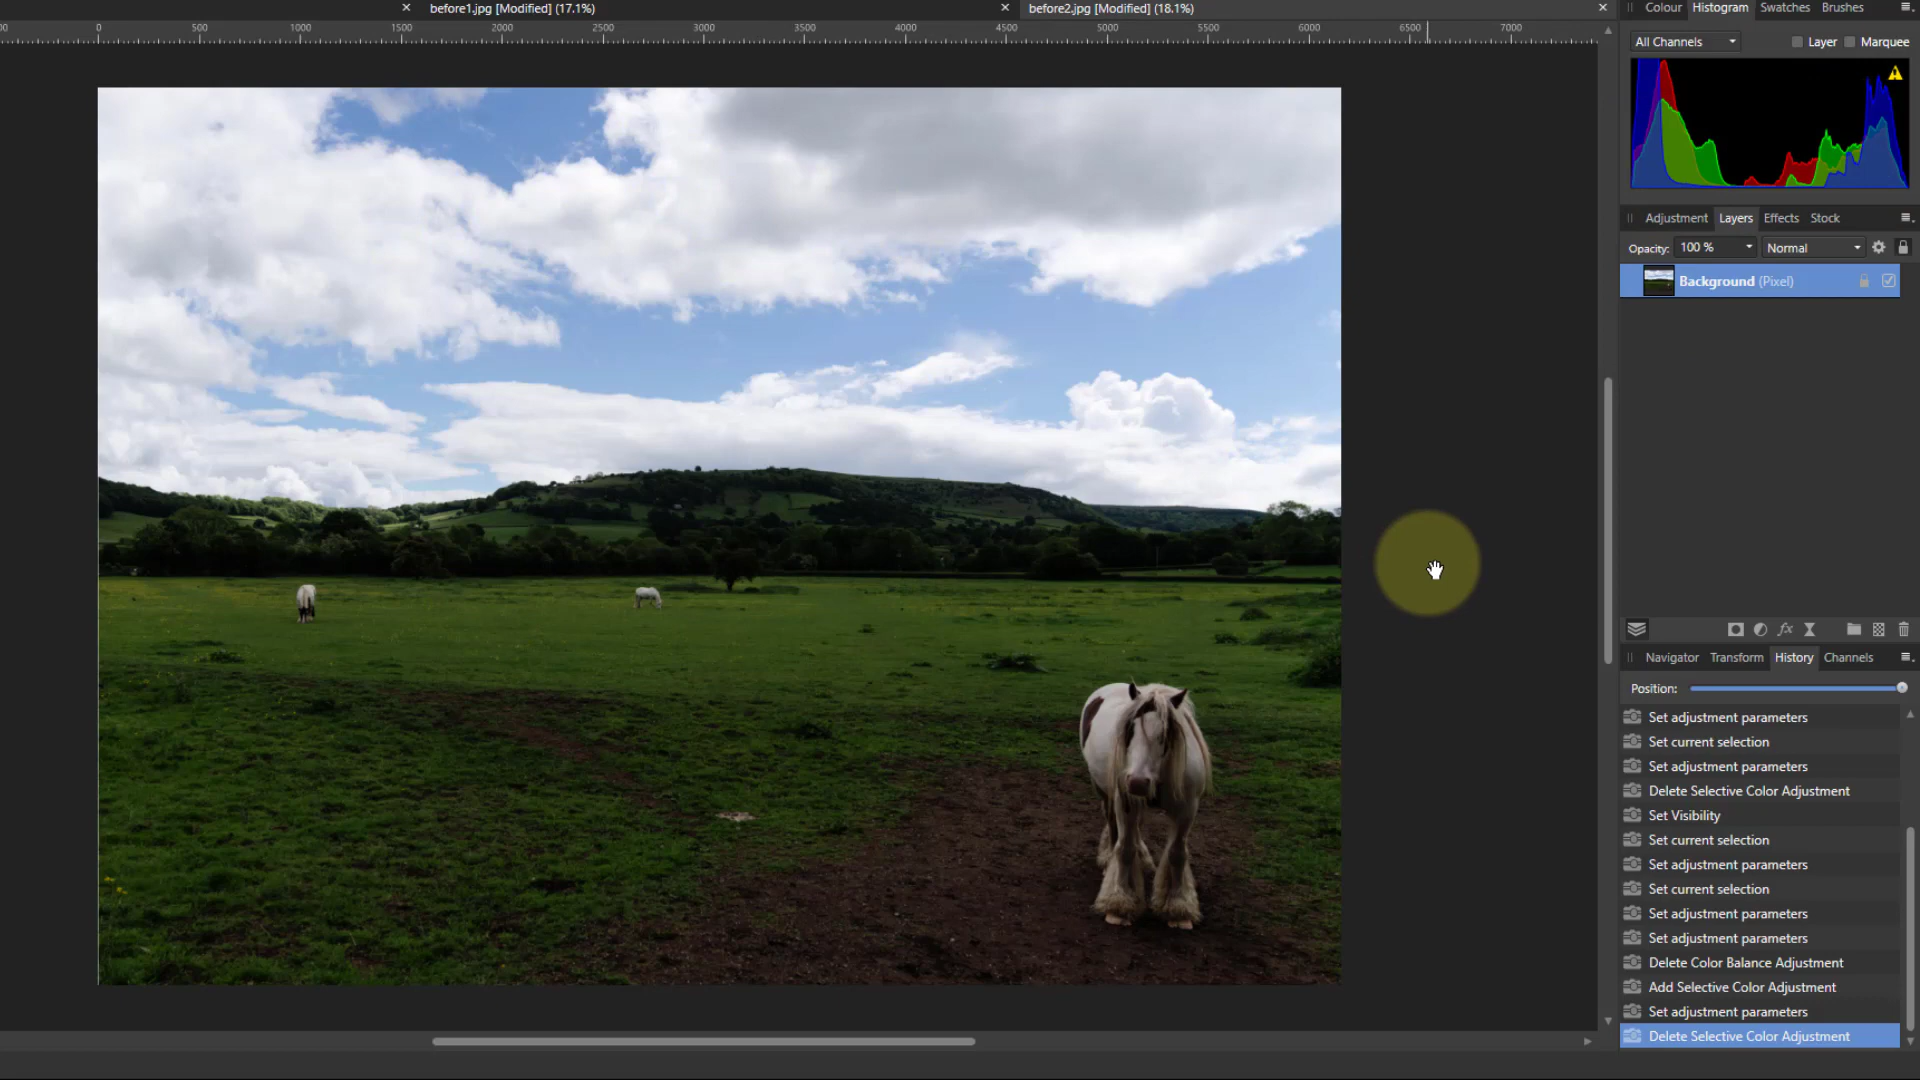 before1.jpg [Modified] (17.1%)
before2.jpg [Modified] (18.1%)
Colour Histogram Swatches Brushes
0 500 1000 1500 2000 2500 3000 3500 4000 4500 5000 5500 6000 6500 7000
All Channels Layer Marquee
Adjustment Layers Effects Stock
Opacity: 100 % Normal
Background (Pixel)
fx
Navigator Transform History Channels
Position:
Set adjustment parameters
Set current selection
Set adjustment parameters
Delete Selective Color Adjustment
Set Visibility
Set current selection
Set adjustment parameters
Set current selection
Set adjustment parameters
Set adjustment parameters
Delete Color Balance Adjustment
Add Selective Color Adjustment
Set adjustment parameters
Delete Selective Color Adjustment